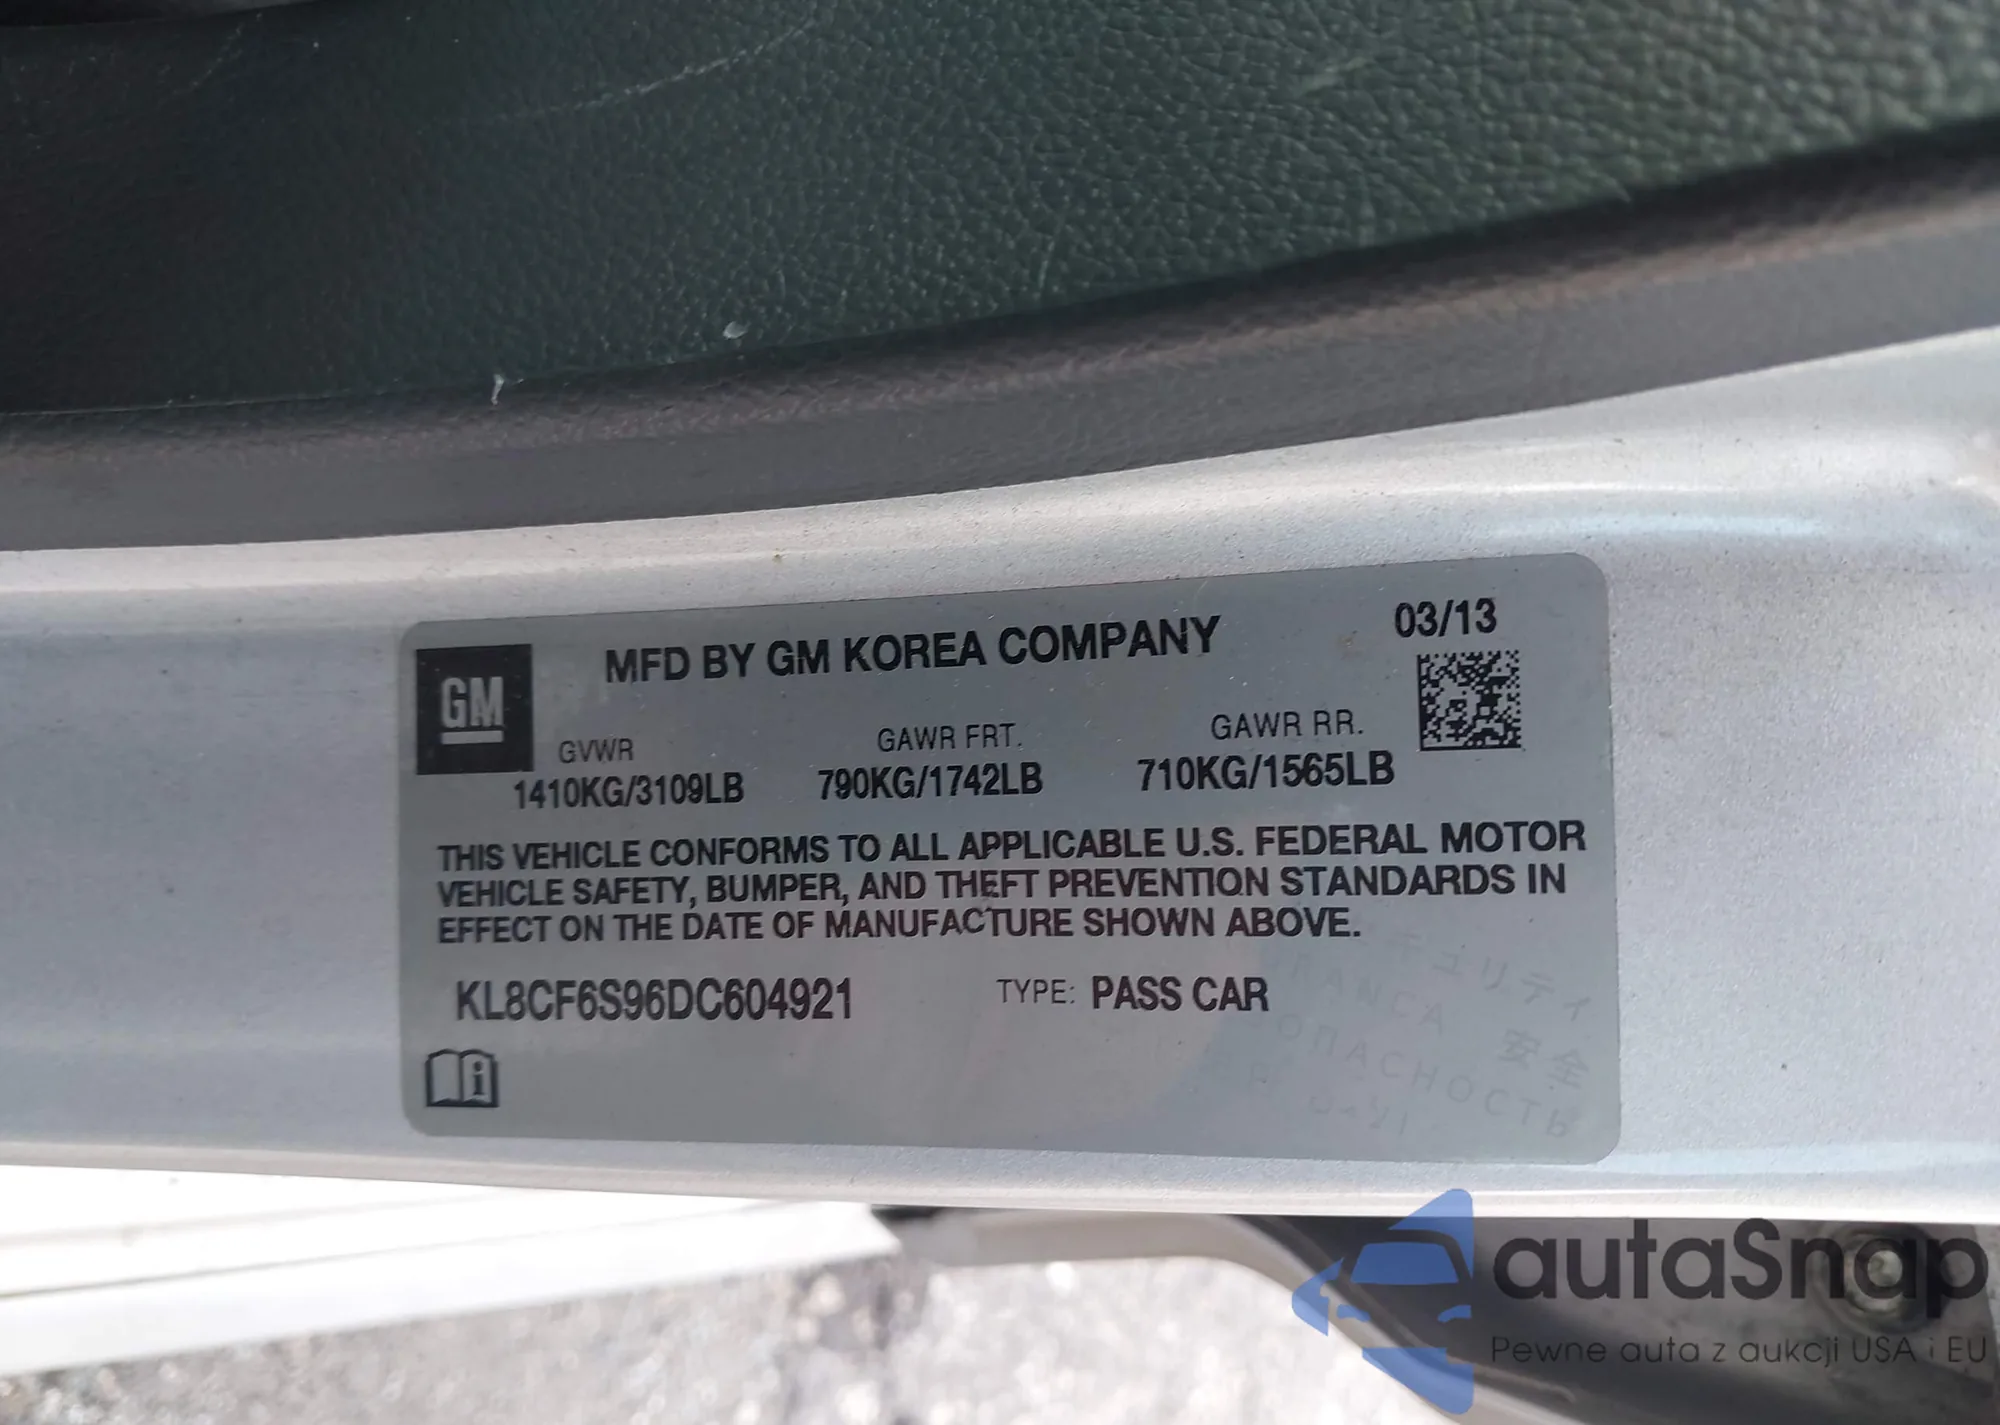 MFD BY GM KOREA COMPANY 03/13
GM
GVWR GAWR FRT. GAWR RR.
1410KG/3109LB 790KG/1742LB 710KG/1565LB
THIS VEHICLE CONFORMS TO ALL APPLICABLE U.S. FEDERAL MOTOR
VEHICLE SAFETY, BUMPER, AND THEFT PREVENTION STANDARDS IN
EFFECT ON THE DATE OF MANUFACTURE SHOWN ABOVE.
KL8CF6S96DC604921 TYPE: PASS CAR
安全
autaSnap
Pewne auta z aukcji USA i EU